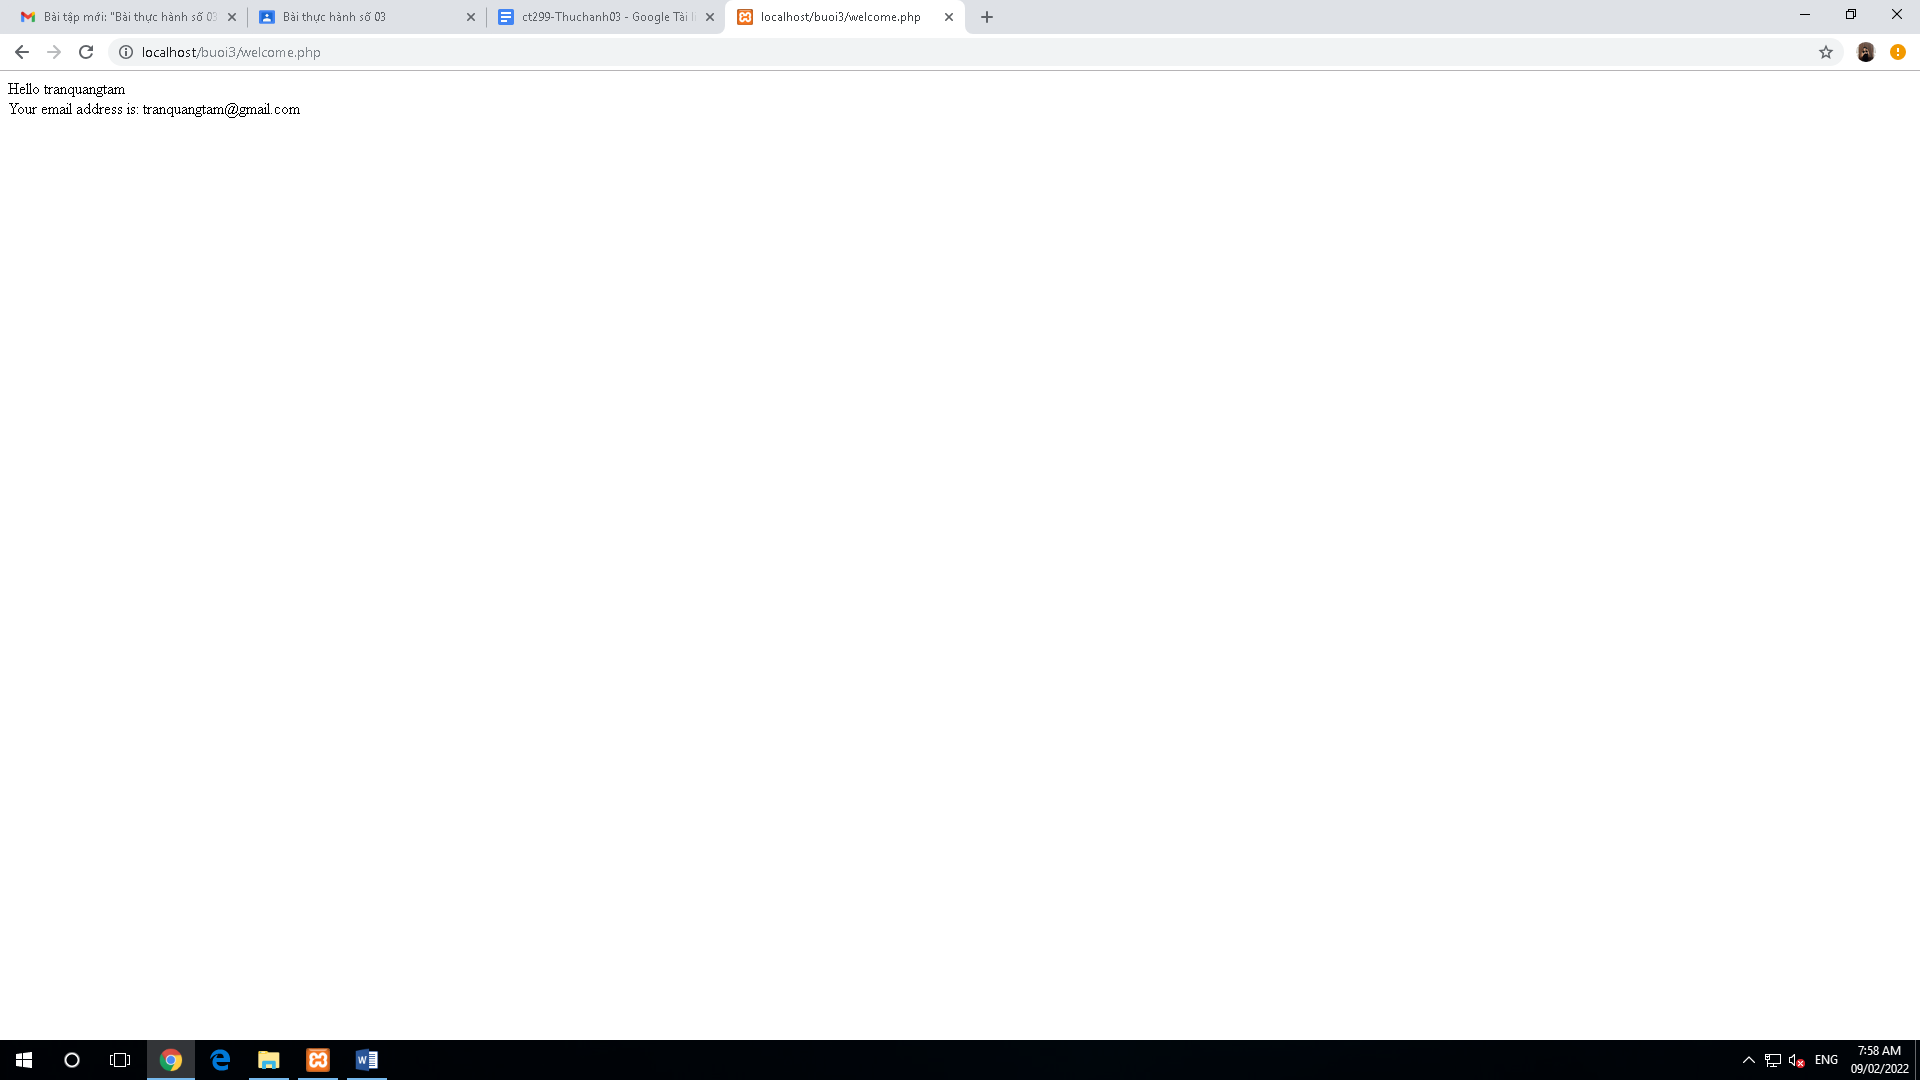 Bài tập mới: "Bài thực hành số 03
Bài thực hành số 03
ct299-Thuchanh03 - Google Tài li
localhost/buoi3/welcome.php
localhost/buoi3/welcome.php
Hello tranquangtam
Your email address is: tranquangtam@gmail.com
ENG
7:58 AM
09/02/2022